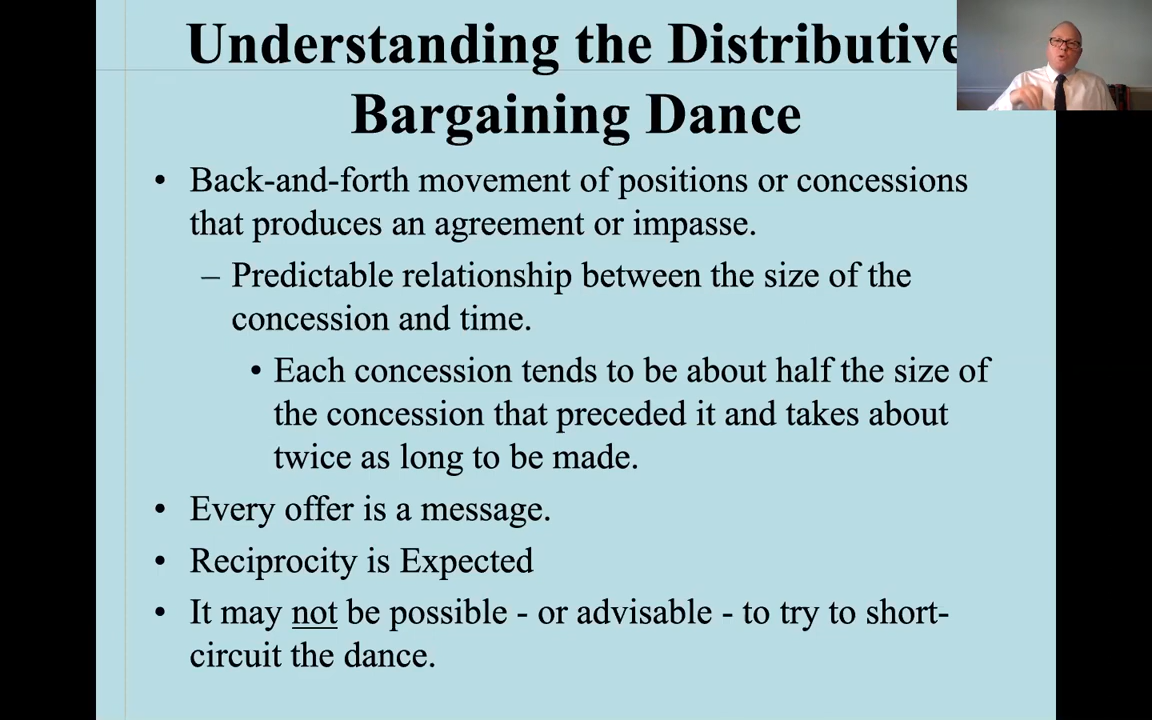 Understanding the Distributive
Bargaining Dance
• Back-and-forth movement of positions or concessions
that produces an agreement or impasse.
– Predictable relationship between the size of the
concession and time.
• Each concession tends to be about half the size of
the concession that preceded it and takes about
twice as long to be made.
• Every offer is a message.
• Reciprocity is Expected
• It may not be possible - or advisable - to try to short-
circuit the dance.